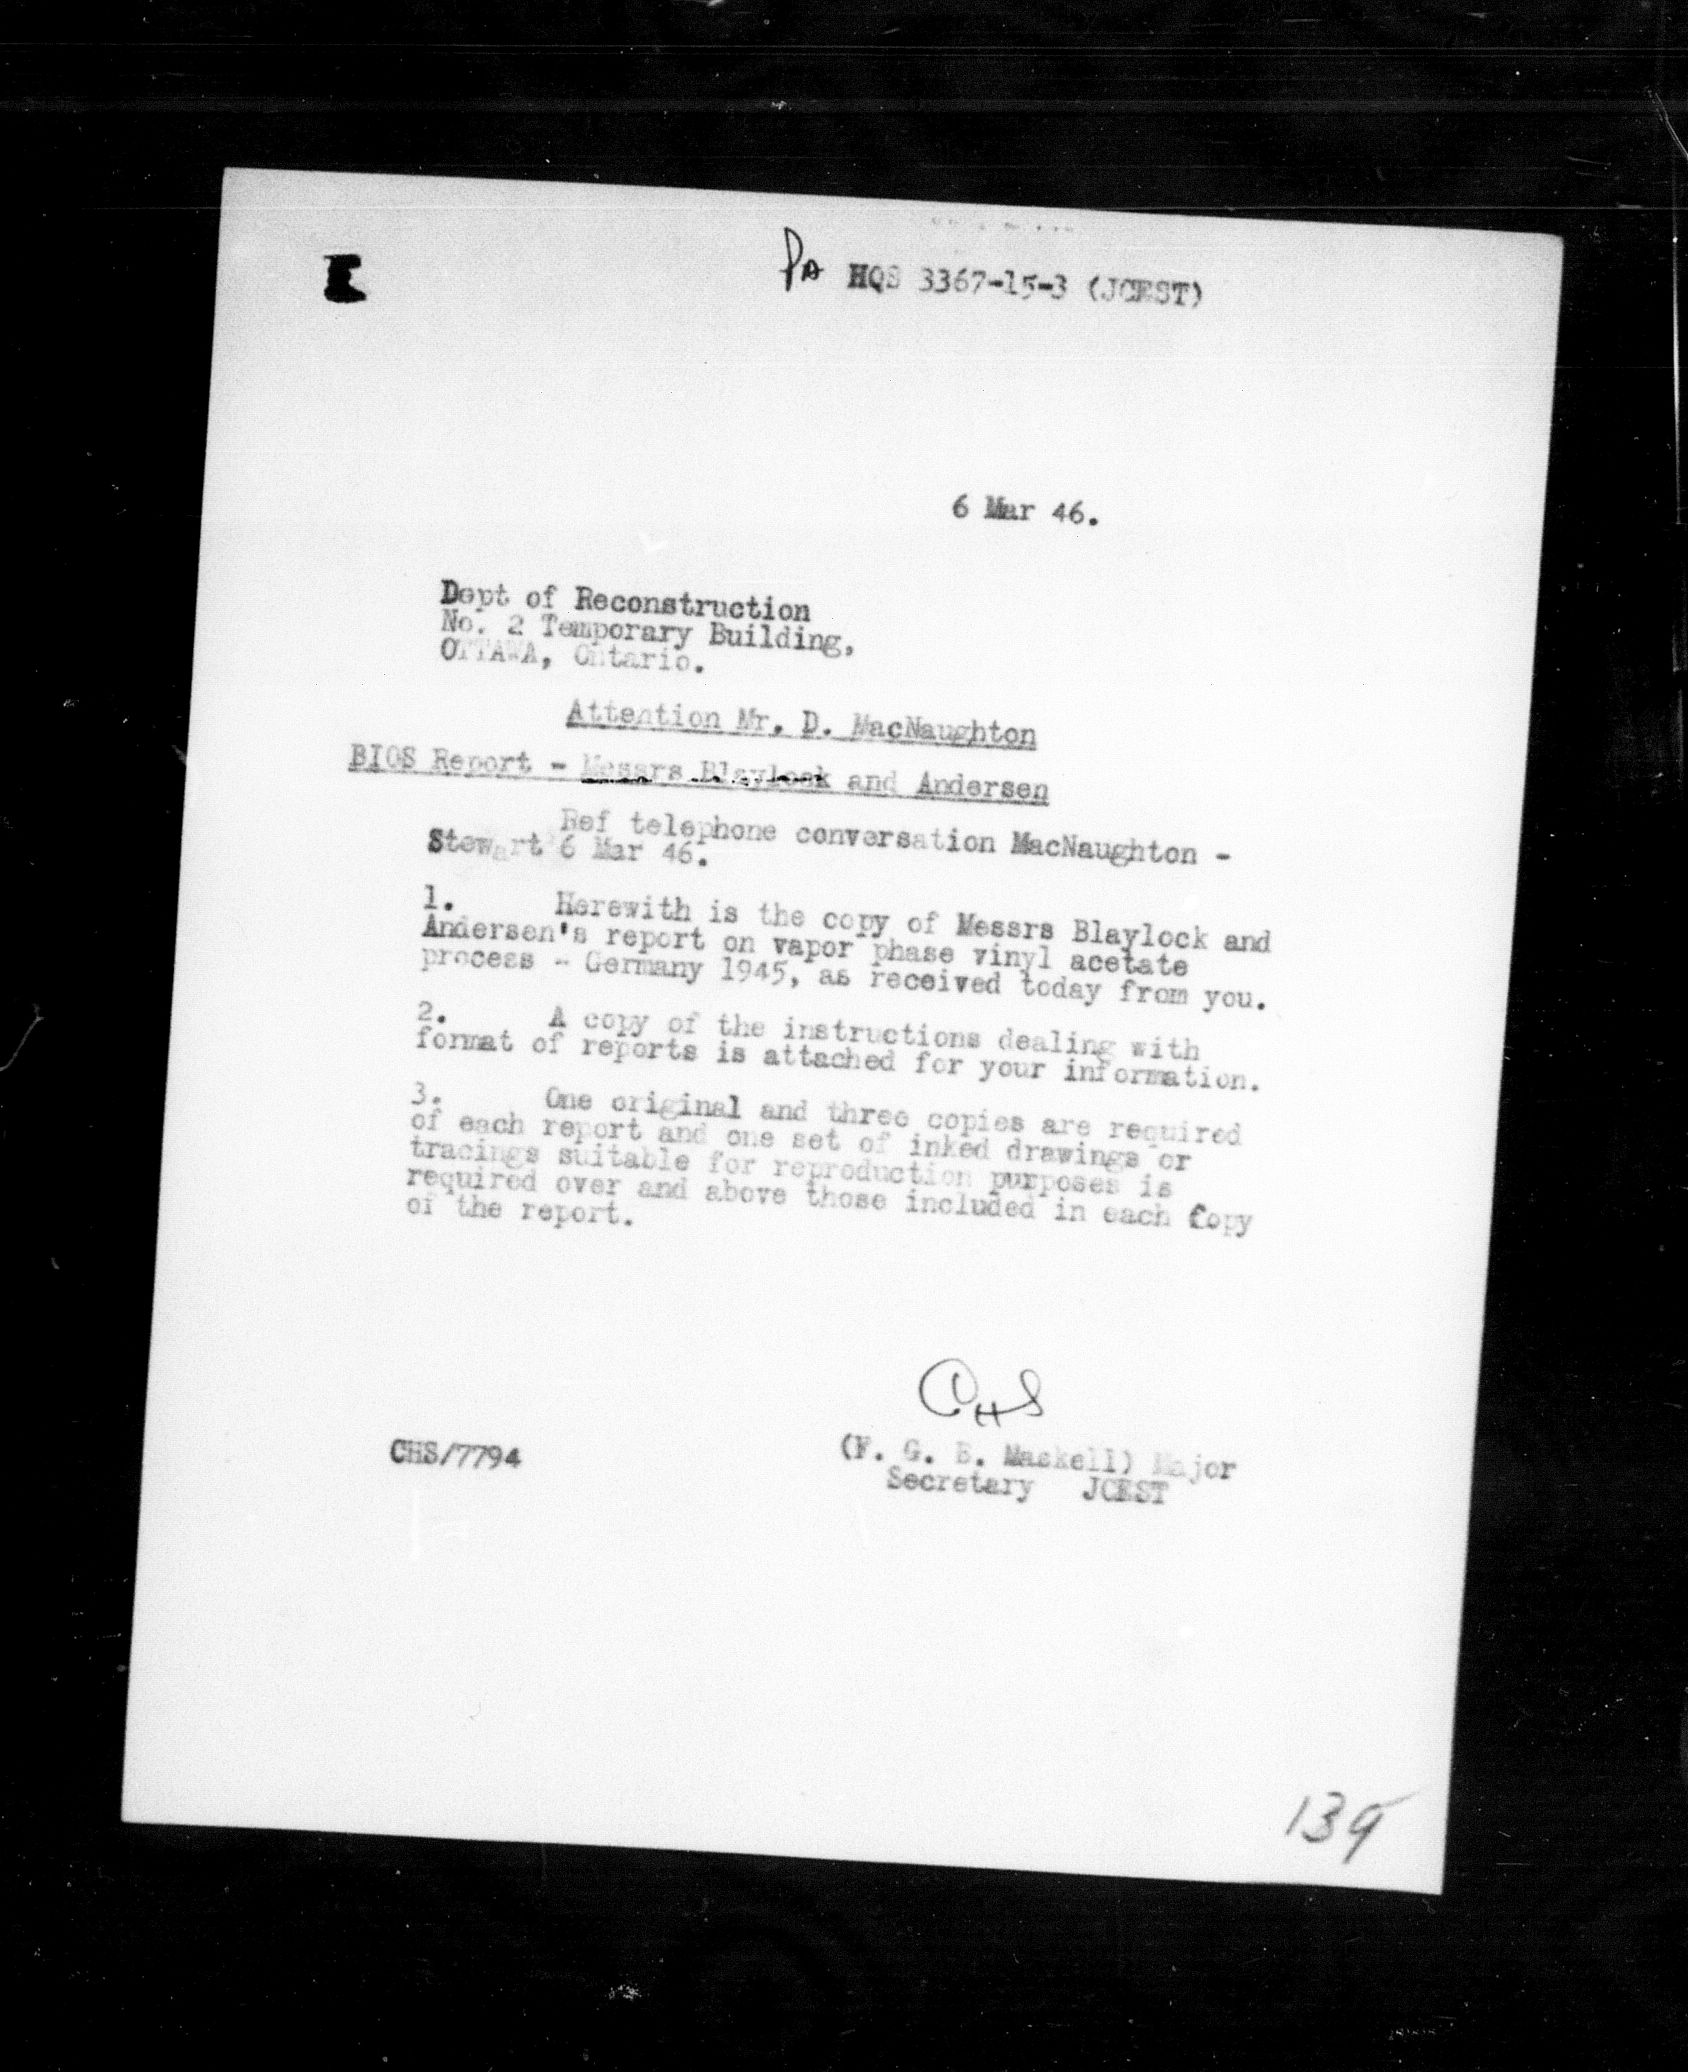 PA HQS 3367-15-3 (JCEST)
6 Mar 46.
Dept of Reconstruction
No. 2 Temporary Building,
OTTAWA, Ontario.
Attention Mr. D. MacNaughton
BIOS Report - Messrs Blaylock and Andersen
Ref telephone conversation MacNaughton -
Stewart 6 Mar 46.
1. Herewith is the copy of Messrs Blaylock and
Andersen's report on vapor phase vinyl acetate
process - Germany 1945, as received today from you.
2. A copy of the instructions dealing with
format of reports is attached for your information.
3. One original and three copies are required
of each report and one set of inked drawings or
tracings suitable for reproduction purposes is
required over and above those included in each Copy
of the report.
CHS
CHS/7794
(F. G. B. Maskell) Major
Secretary JCEST
139